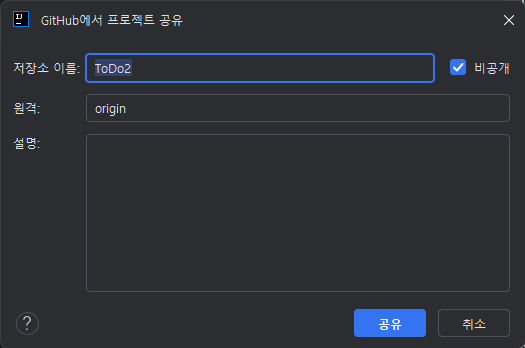 IJ
GitHub에서 프로젝트 공유
저장소 이름: ToDo2 비공개
원격: origin
설명:
? 공유 취소